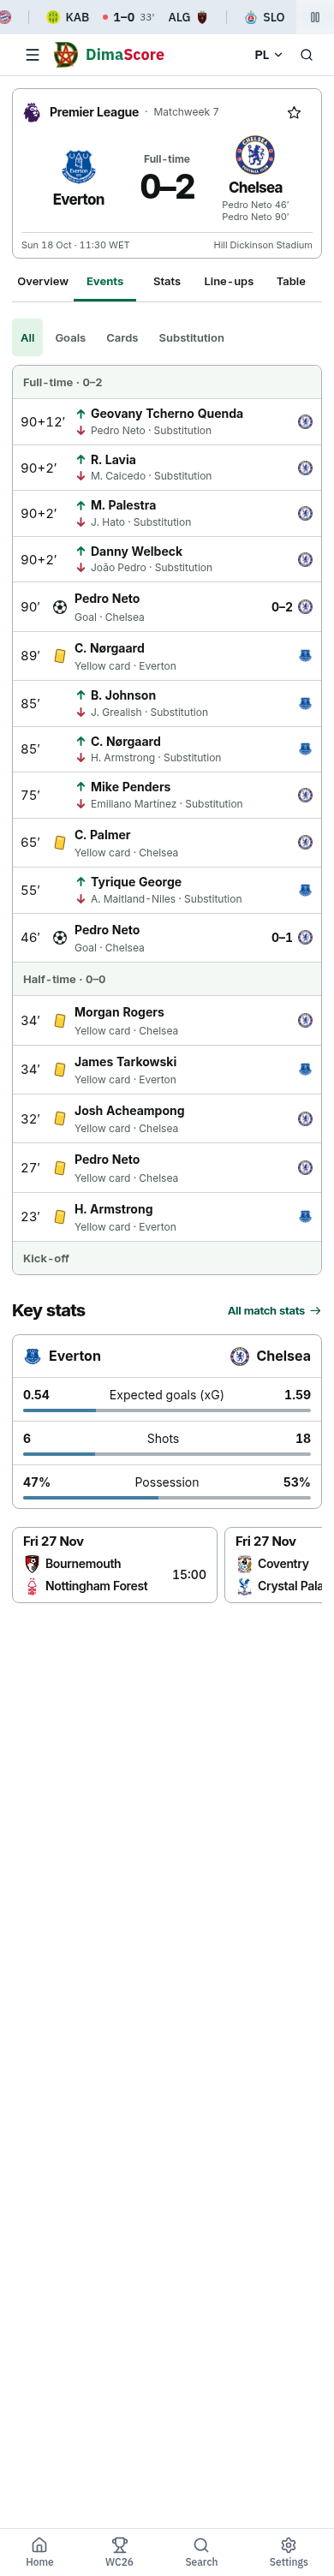 KAB 1–0 33' ALG SLO
DimaScore PL
Premier League · Matchweek 7
Full-time
Everton 0–2 Chelsea
Pedro Neto 46'
Pedro Neto 90'
Sun 18 Oct · 11:30 WET Hill Dickinson Stadium
Overview Events Stats Line-ups Table
All Goals Cards Substitution
Full-time · 0–2
90+12' Geovany Tcherno Quenda
Pedro Neto · Substitution
90+2' R. Lavia
M. Caicedo · Substitution
90+2' M. Palestra
J. Hato · Substitution
90+2' Danny Welbeck
João Pedro · Substitution
90' Pedro Neto 0–2
Goal · Chelsea
89' C. Nørgaard
Yellow card · Everton
85' B. Johnson
J. Grealish · Substitution
85' C. Nørgaard
H. Armstrong · Substitution
75' Mike Penders
Emiliano Martínez · Substitution
65' C. Palmer
Yellow card · Chelsea
55' Tyrique George
A. Maitland-Niles · Substitution
46' Pedro Neto 0–1
Goal · Chelsea
Half-time · 0–0
34' Morgan Rogers
Yellow card · Chelsea
34' James Tarkowski
Yellow card · Everton
32' Josh Acheampong
Yellow card · Chelsea
27' Pedro Neto
Yellow card · Chelsea
23' H. Armstrong
Yellow card · Everton
Kick-off
Key stats All match stats →
Everton Chelsea
0.54 Expected goals (xG) 1.59
6 Shots 18
47% Possession 53%
Fri 27 Nov Fri 27 Nov
Bournemouth 15:00 Coventry
Nottingham Forest Crystal Pala
Home WC26 Search Settings